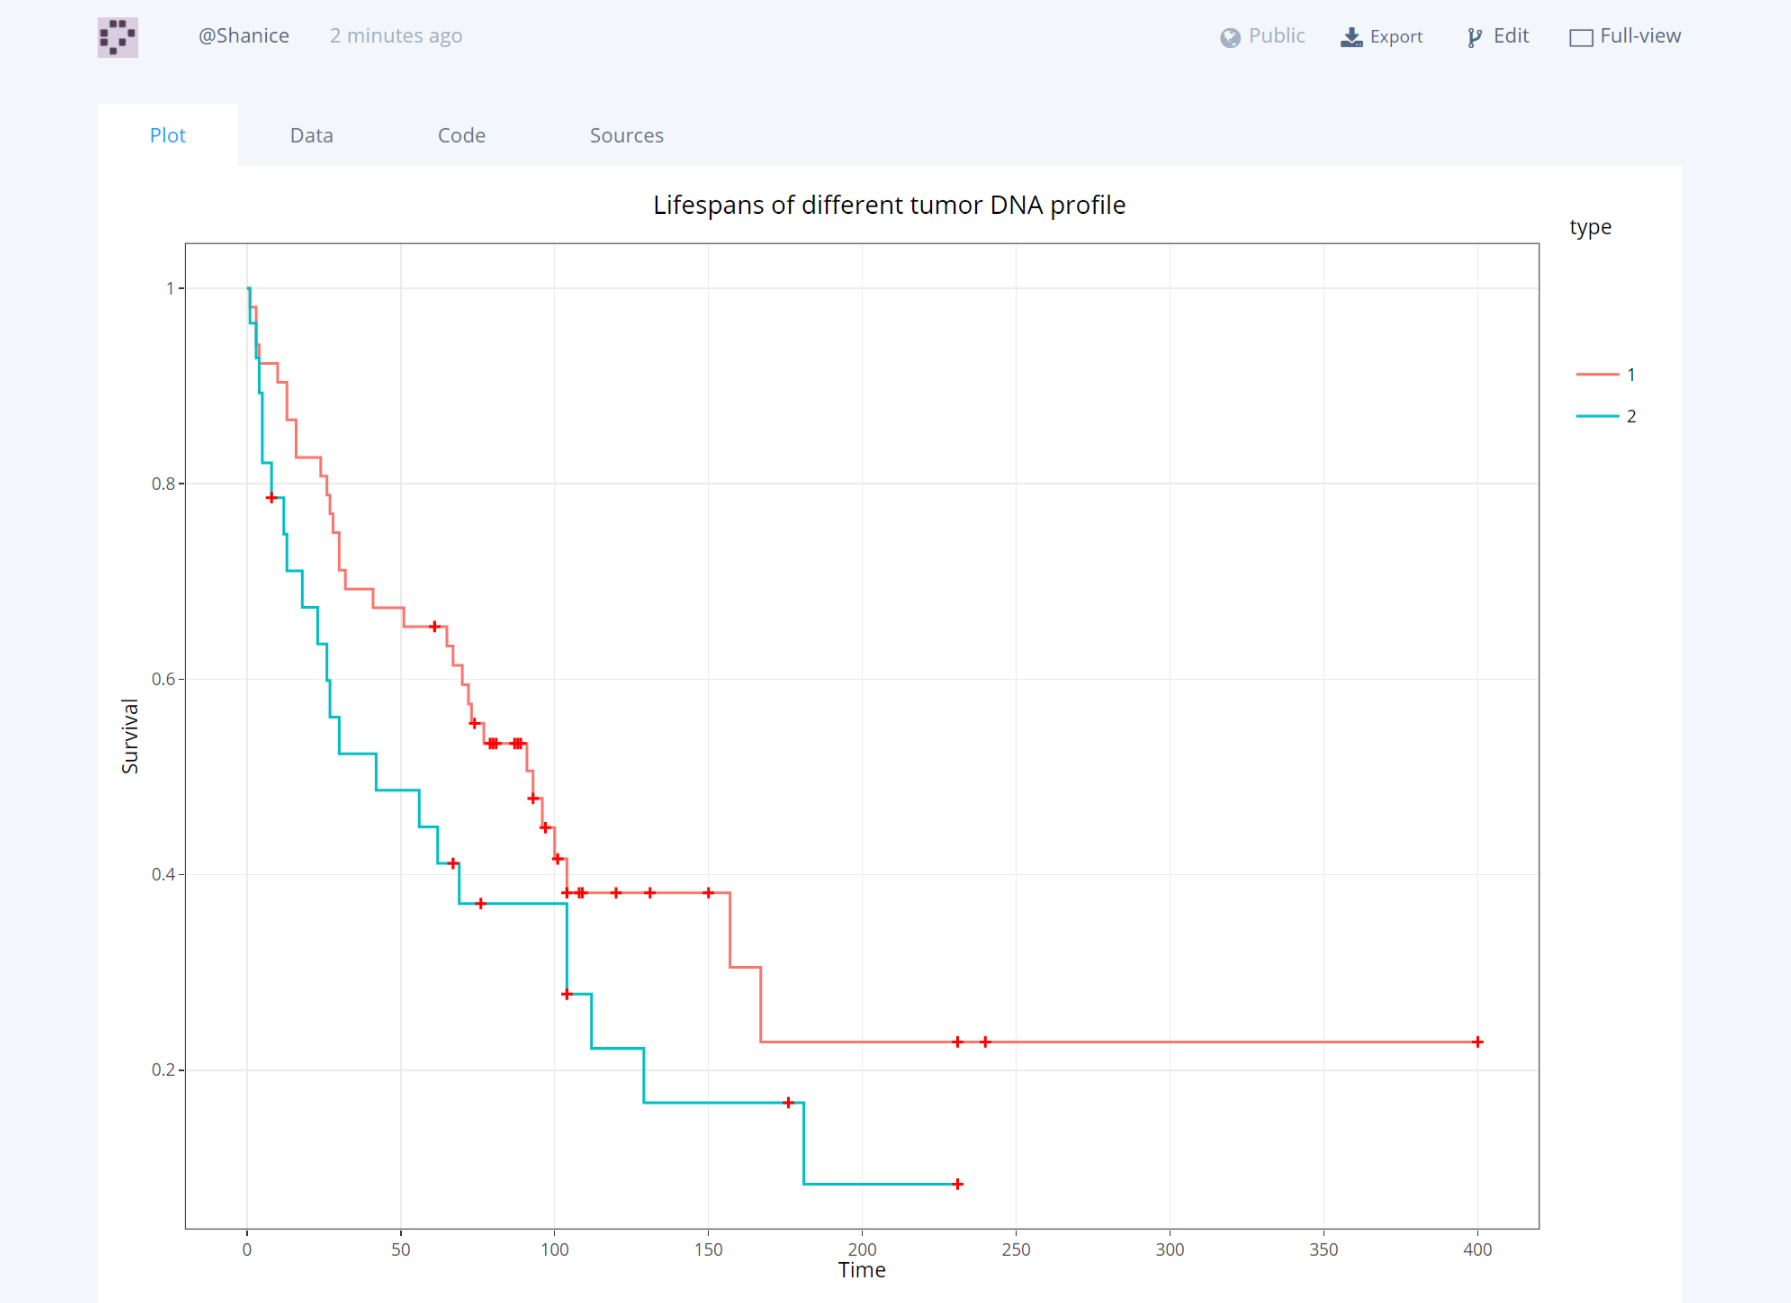 @Shanice 2 minutes ago Public Export Edit Full-view
Plot Data Code Sources
Lifespans of different tumor DNA profile
type
1
2
1
0.8
0.6
0.4
0.2
Survival
0 50 100 150 200 250 300 350 400
Time